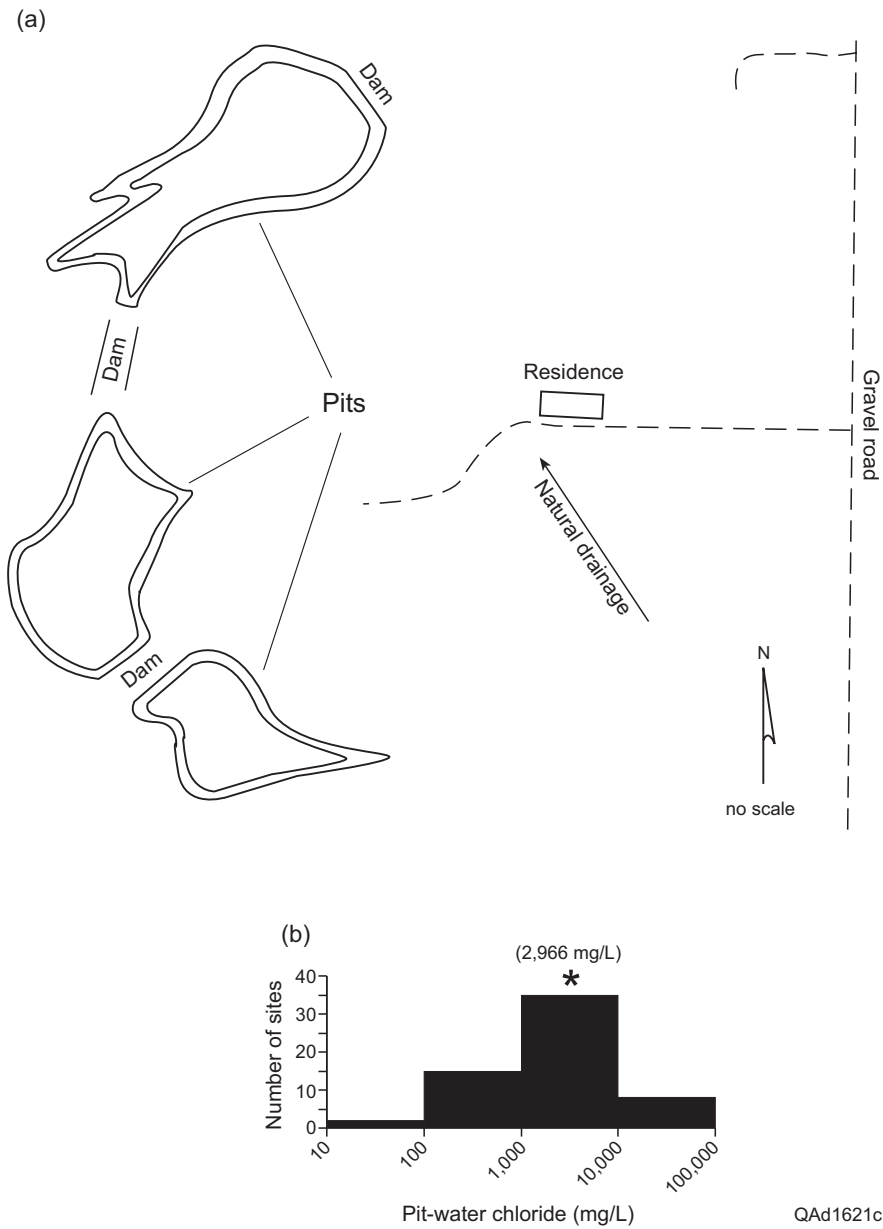 (a)
Dam
Dam
Pits
Residence
Gravel road
Natural drainage
Dam
N
no scale
(b)
(2,966 mg/L)
*
Number of sites
40
30
20
10
0
10
100
1,000
10,000
100,000
Pit-water chloride (mg/L)
QAd1621c